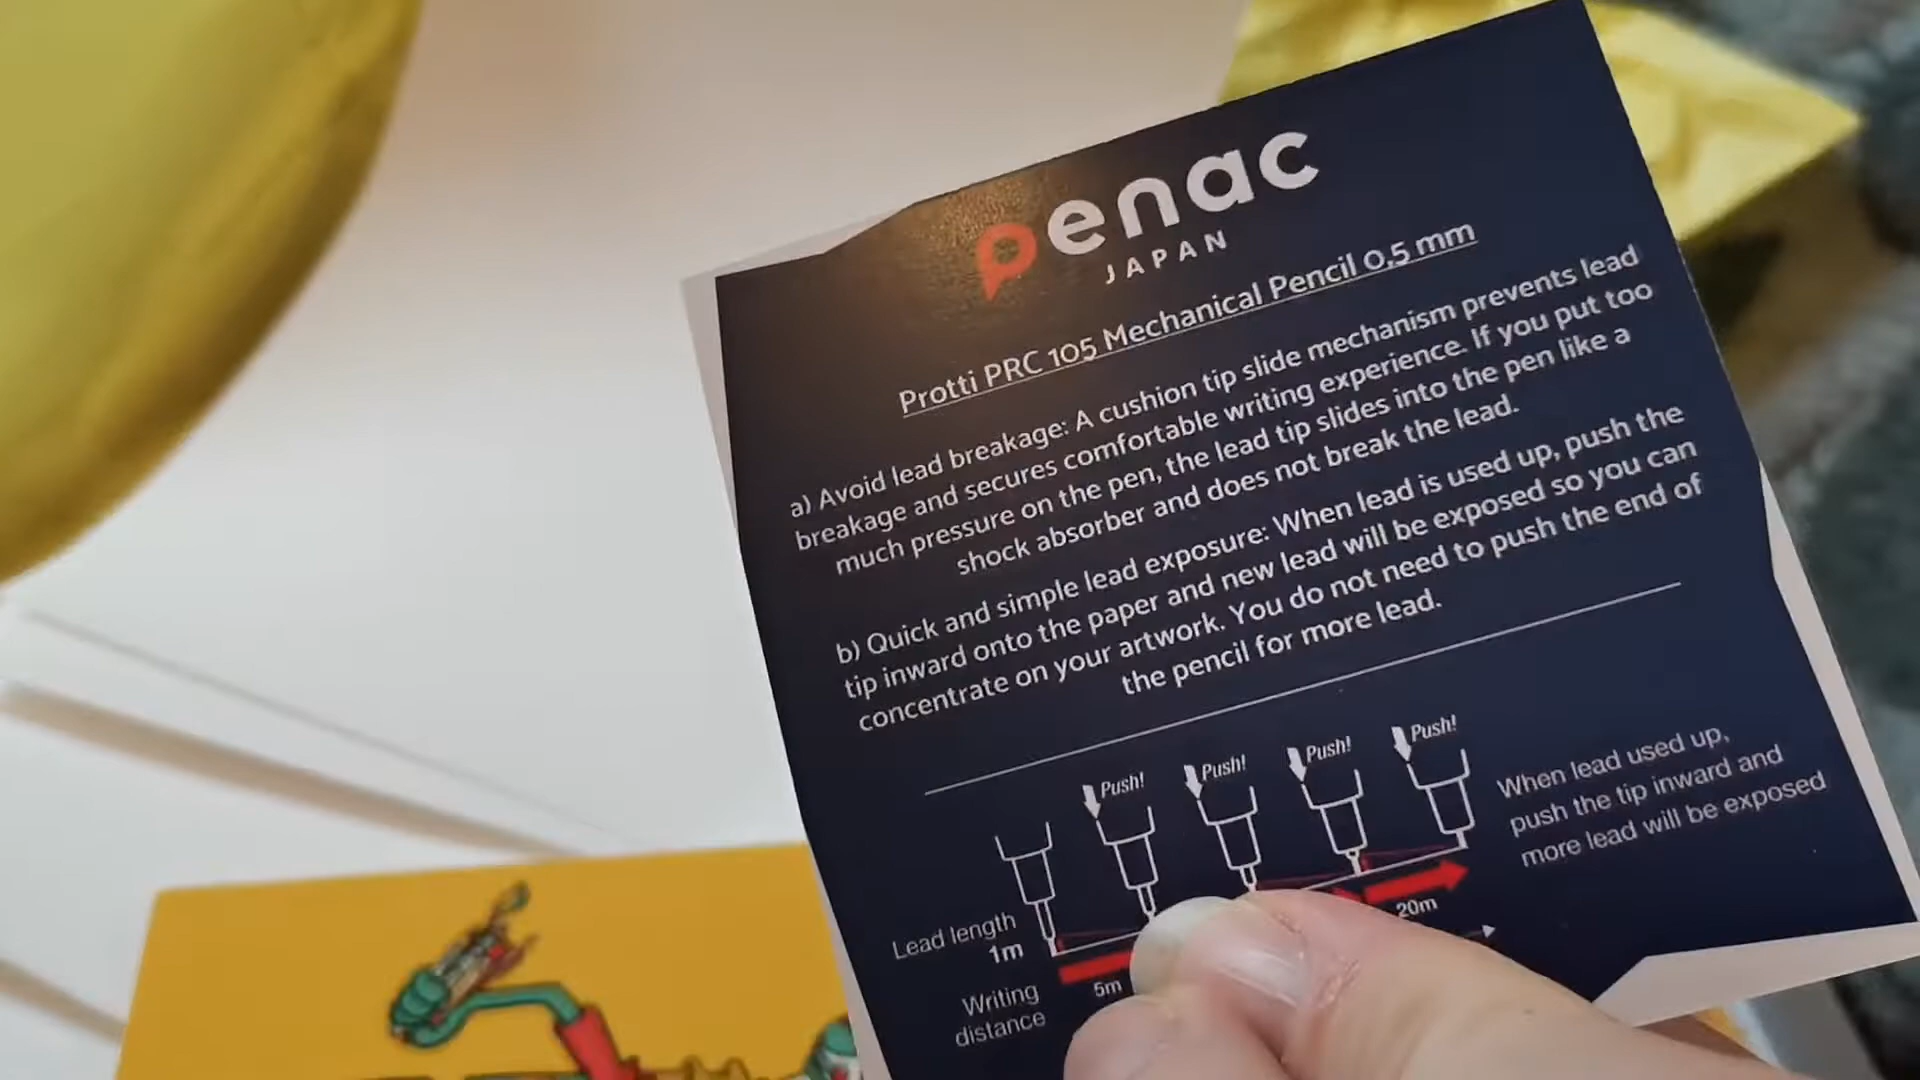 penac
JAPAN
Protti PRC 105 Mechanical Pencil 0,5 mm
a) Avoid lead breakage: A cushion tip slide mechanism prevents lead
breakage and secures comfortable writing experience. If you put too
much pressure on the pen, the lead tip slides into the pen like a
shock absorber and does not break the lead.
b) Quick and simple lead exposure: When lead is used up, push the
tip inward onto the paper and new lead will be exposed so you can
concentrate on your artwork. You do not need to push the end of
the pencil for more lead.
Push!
Push!
Push!
Push!
When lead used up,
push the tip inward and
more lead will be exposed
Lead length
1m
20m
5m
Writing
distance